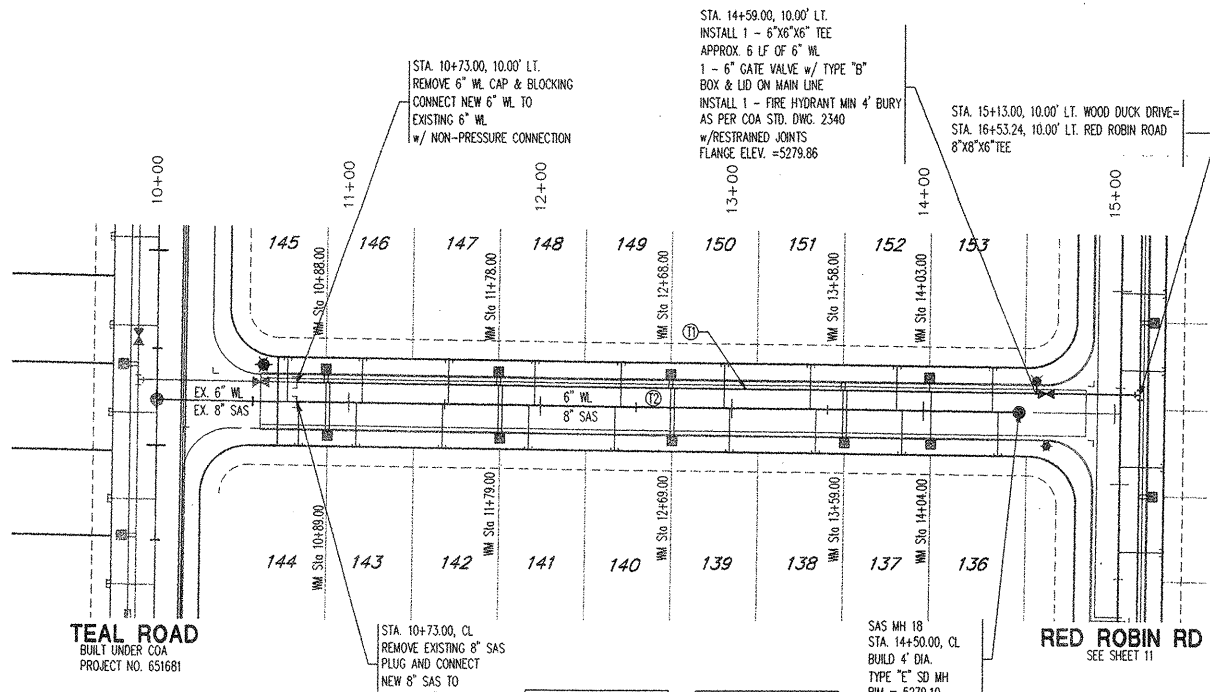 STA. 14+59.00, 10.00' LT.
INSTALL 1 - 6"X6"X6" TEE
APPROX. 6 LF OF 6" WL
1 - 6" GATE VALVE w/ TYPE "B"
BOX & LID ON MAIN LINE
INSTALL 1 - FIRE HYDRANT MIN 4' BURY
AS PER COA STD. DWG. 2340
w/RESTRAINED JOINTS
FLANGE ELEV. =5279.86
STA. 10+73.00, 10.00' LT.
REMOVE 6" WL CAP & BLOCKING
CONNECT NEW 6" WL TO
EXISTING 6" WL
w/ NON-PRESSURE CONNECTION
STA. 15+13.00, 10.00' LT. WOOD DUCK DRIVE=
STA. 16+53.24, 10.00' LT. RED ROBIN ROAD
8"X8"X6"TEE
10+00
11+00
12+00
13+00
14+00
15+00
145
146
147
148
149
150
151
152
153
WM Sta 10+88.00
WM Sta 11+78.00
WM Sta 12+68.00
WM Sta 13+58.00
WM Sta 14+03.00
T1
EX. 6" WL
EX. 8" SAS
6" WL
T2
8" SAS
WM Sta 10+89.00
WM Sta 11+79.00
WM Sta 12+69.00
WM Sta 13+59.00
WM Sta 14+04.00
144
143
142
141
140
139
138
137
136
TEAL ROAD
BUILT UNDER COA
PROJECT NO. 651681
STA. 10+73.00, CL
REMOVE EXISTING 8" SAS
PLUG AND CONNECT
NEW 8" SAS TO
SAS MH 18
STA. 14+50.00, CL
BUILD 4' DIA.
TYPE "E" SD MH
RIM = 5279.10
RED ROBIN RD
SEE SHEET 11